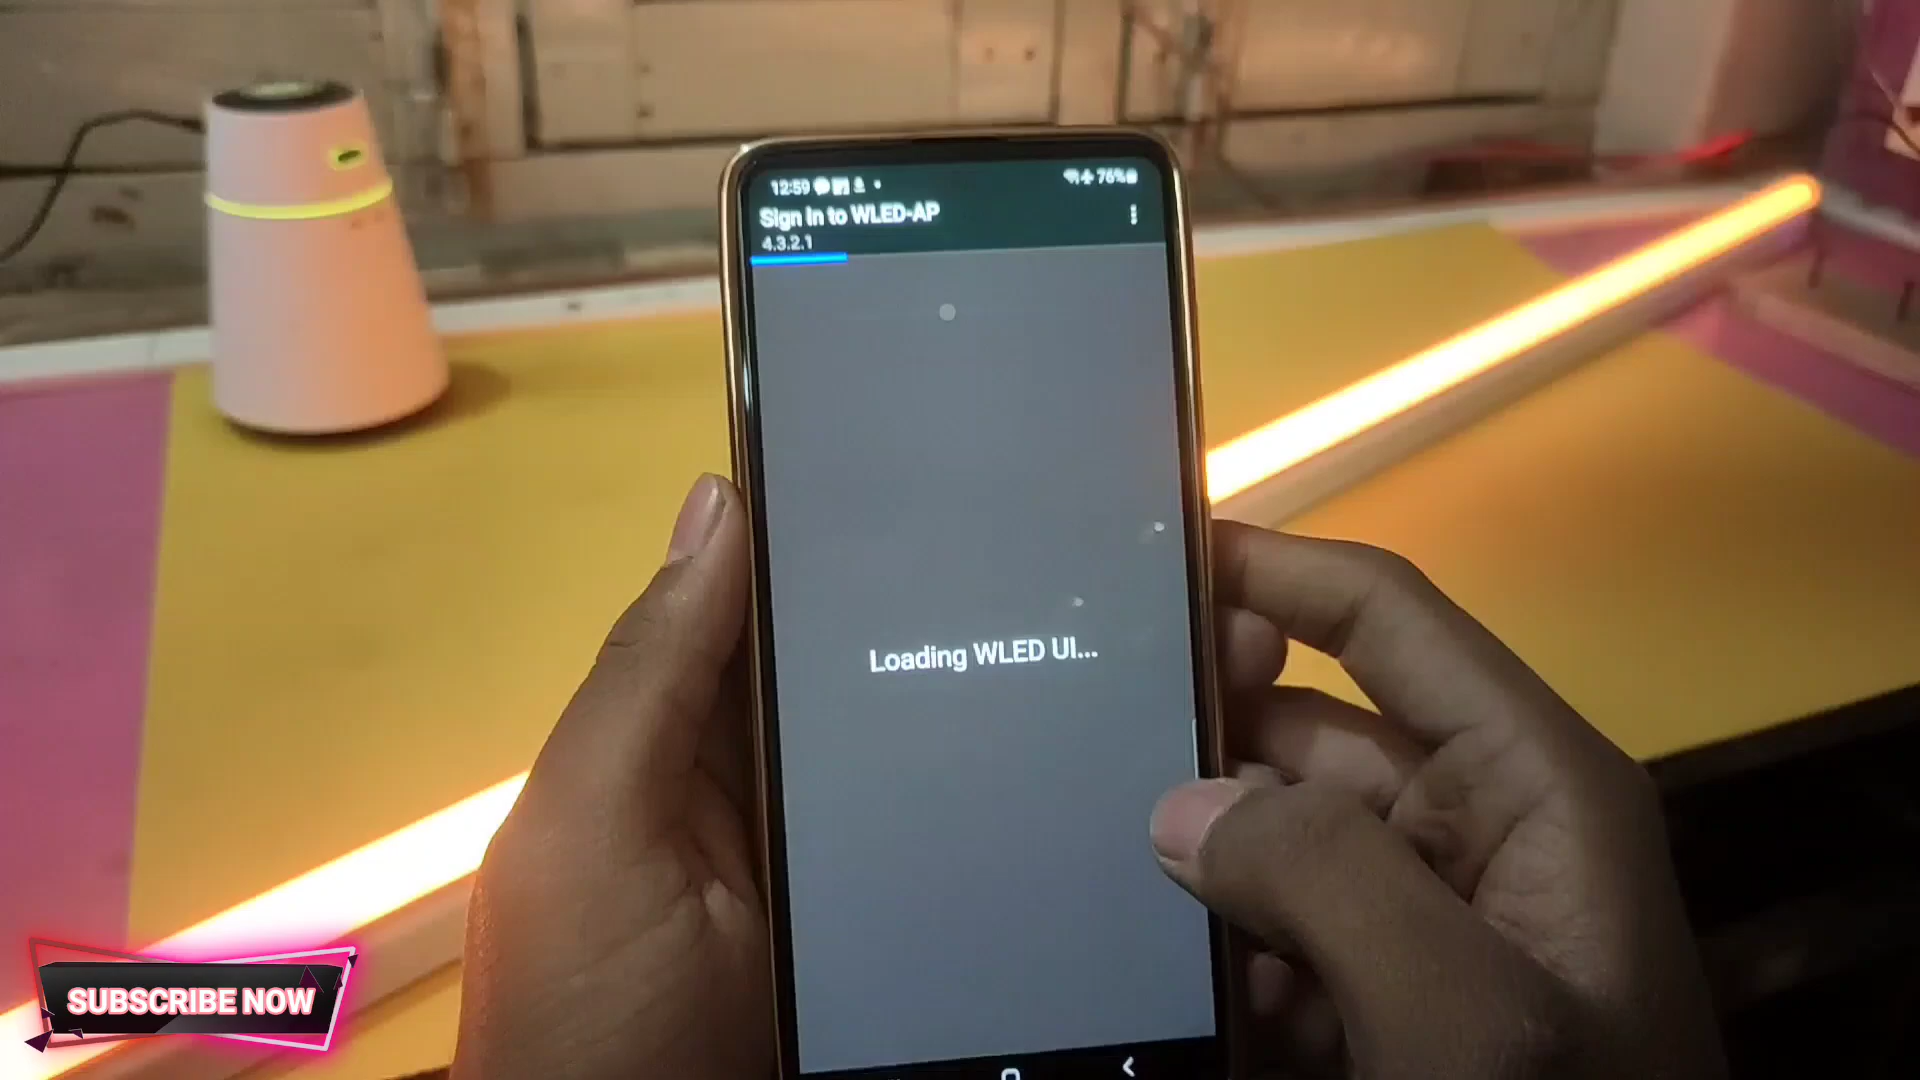 12:59
76%
Sign in to WLED-AP
4.3.2.1
Loading WLED UI...
SUBSCRIBE NOW